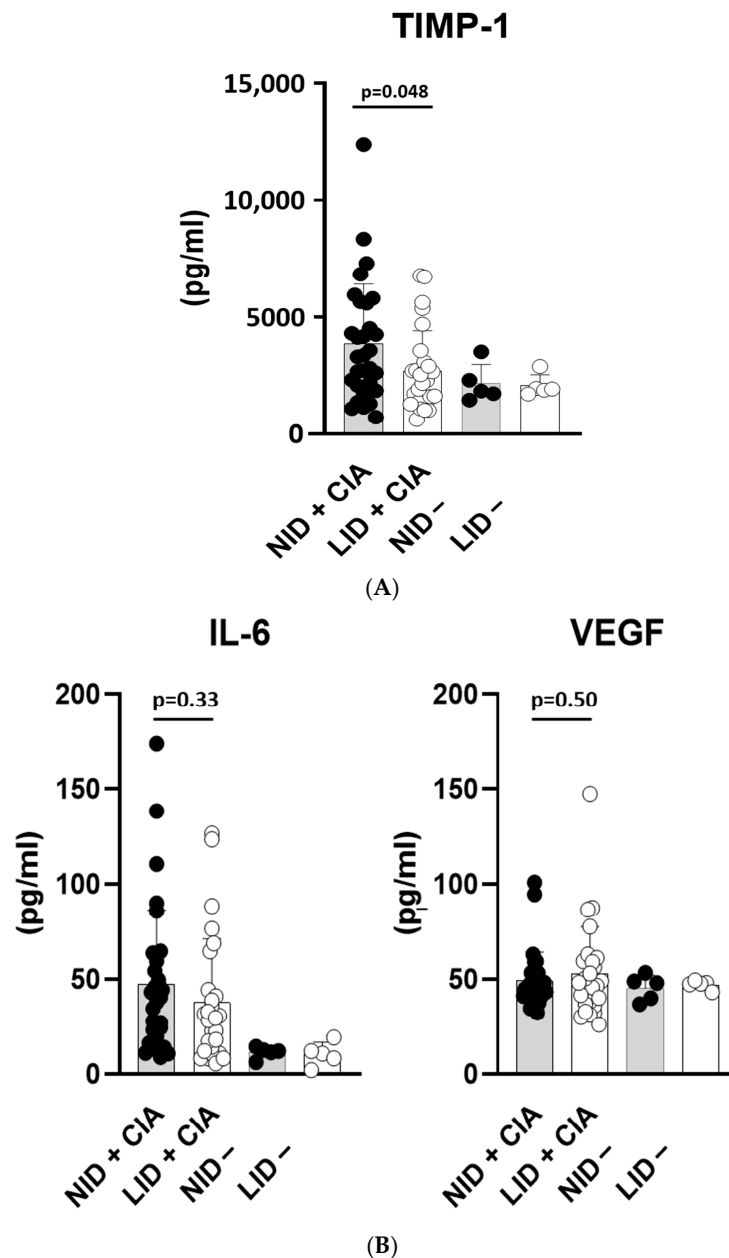 TIMP-1
15,000
p=0.048
10,000
(pg/ml)
5000
0
NID + CIA
LID + CIA
NID–
LID –
(A)
IL-6
VEGF
200
p=0.33
200
p=0.50
150
150
(pg/ml)
100
(pg/ml)
100
50
50
0
0
NID + CIA
LID + CIA
NID –
LID –
NID + CIA
LID + CIA
NID –
LID –
(B)